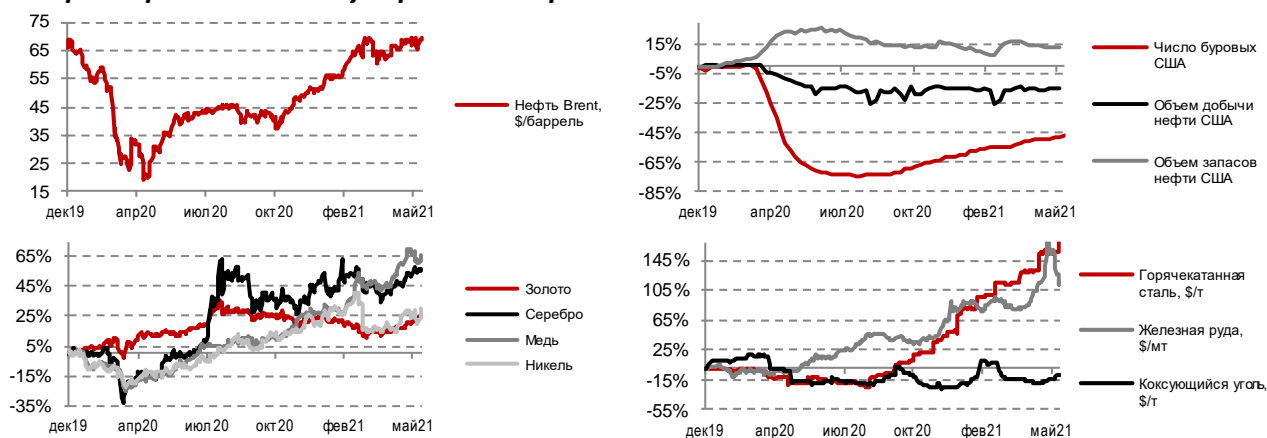 75
65
55
45
35
25
15
дек19
апр20
июл20
окт20
фев21
май21
Нефть Brent,
$/баррель
15%
-5%
-25%
-45%
-65%
-85%
дек19
апр20
июл20
окт20
фев21
май21
Число буровых
США
Объем добычи
нефти США
Объем запасов
нефти США
65%
45%
25%
5%
-15%
-35%
дек19
апр20
июл20
окт20
фев21
май21
Золото
Серебро
Медь
Никель
145%
105%
65%
25%
-15%
-55%
дек19
апр20
июл20
окт20
фев21
май21
Горячекатанная
сталь, $/т
Железная руда,
$/мт
Коксующийся уголь,
$/т